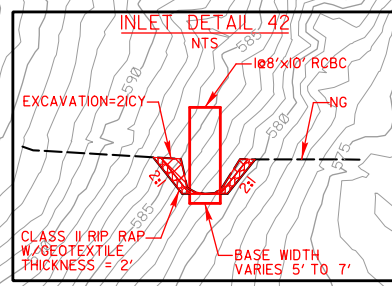 INLET DETAIL 42
NTS
1@8'x10' RCBC
EXCAVATION=21CY
NG
2:1
2:1
CLASS II RIP RAP
W/GEOTEXTILE
THICKNESS = 2'
BASE WIDTH
VARIES 5' TO 7'
590
585
580
575
585